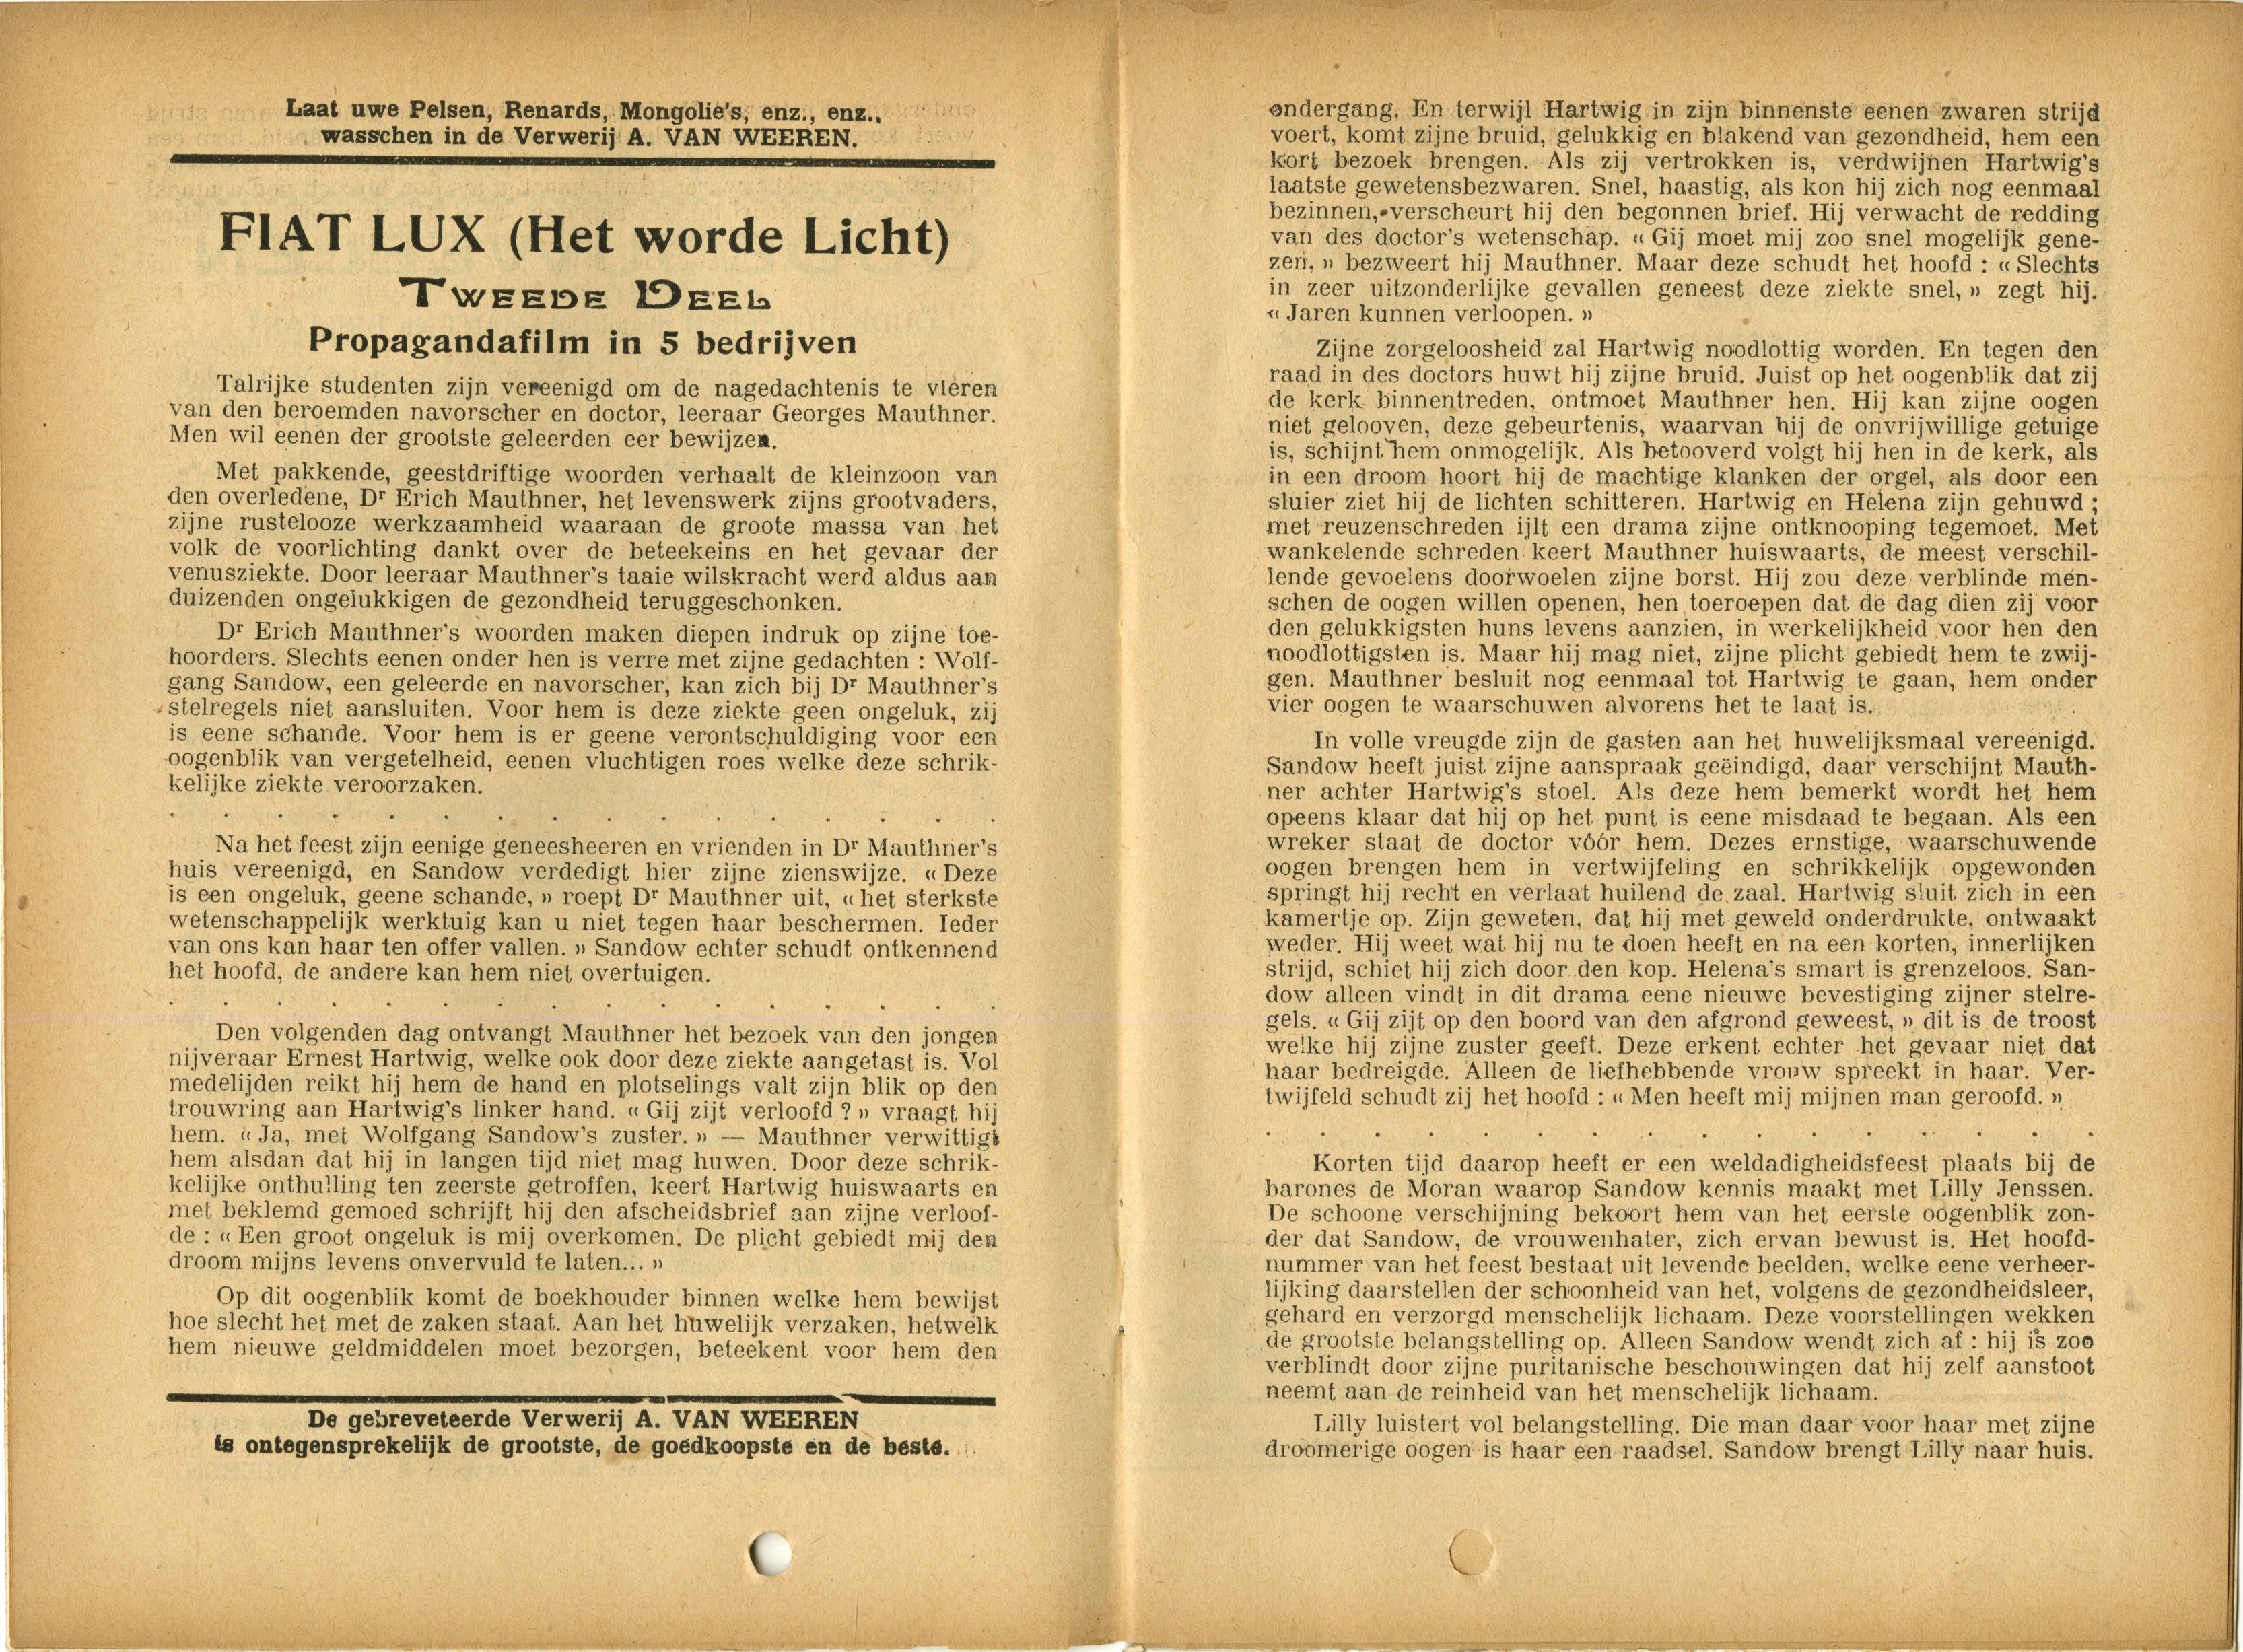 Laat uwe Pelsen, Renards, Mongolie's, enz., enz.,
wasschen in de Verwerij A. VAN WEEREN.
FIAT LUX (Het worde Licht)
TWEEDE DEEL
Propagandafilm in 5 bedrijven
Talrijke studenten zijn vereenigd om de nagedachtenis te vieren
van den beroemden navorscher en doctor, leeraar Georges Mauthner.
Men wil eenen der grootste geleerden eer bewijzen.
Met pakkende, geestdriftige woorden verhaalt de kleinzoon van
den overledene, Dr Erich Mauthner, het levenswerk zijns grootvaders,
zijne rustelooze werkzaamheid waaraan de groote massa van het
volk de voorlichting dankt over de beteekeins en het gevaar der
venusziekte. Door leeraar Mauthner's taaie wilskracht werd aldus aan
duizenden ongelukkigen de gezondheid teruggeschonken.
Dr Erich Mauthner's woorden maken diepen indruk op zijne toe-
hoorders. Slechts eenen onder hen is verre met zijne gedachten : Wolf-
gang Sandow, een geleerde en navorscher, kan zich bij Dr Mauthner's
stelregels niet aansluiten. Voor hem is deze ziekte geen ongeluk, zij
is eene schande. Voor hem is er geene verontschuldiging voor een
oogenblik van vergetelheid, eenen vluchtigen roes welke deze schrik-
kelijke ziekte veroorzaken.
. . . . . . . . . . . . . . . .
Na het feest zijn eenige geneesheeren en vrienden in Dr Mauthner's
huis vereenigd, en Sandow verdedigt hier zijne zienswijze. « Deze
is een ongeluk, geene schande, » roept Dr Mauthner uit, « het sterkste
wetenschappelijk werktuig kan u niet tegen haar beschermen. Ieder
van ons kan haar ten offer vallen. » Sandow echter schudt ontkennend
het hoofd, de andere kan hem niet overtuigen.
. . . . . . . . . . . . . . . .
Den volgenden dag ontvangt Mauthner het bezoek van den jongen
nijveraar Ernest Hartwig, welke ook door deze ziekte aangetast is. Vol
medelijden reikt hij hem de hand en plotselings valt zijn blik op den
trouwring aan Hartwig's linker hand. « Gij zijt verloofd ? » vraagt hij
hem. « Ja, met Wolfgang Sandow's zuster. » — Mauthner verwittigt
hem alsdan dat hij in langen tijd niet mag huwen. Door deze schrik-
kelijke onthulling ten zeerste getroffen, keert Hartwig huiswaarts en
met beklemd gemoed schrijft hij den afscheidsbrief aan zijne verloof-
de : « Een groot ongeluk is mij overkomen. De plicht gebiedt mij den
droom mijns levens onvervuld te laten... »
Op dit oogenblik komt de boekhouder binnen welke hem bewijst
hoe slecht het met de zaken staat. Aan het huwelijk verzaken, hetwelk
hem nieuwe geldmiddelen moet bezorgen, beteekent voor hem den
De gebreveteerde Verwerij A. VAN WEEREN
is ontegensprekelijk de grootste, de goedkoopste en de beste.
ondergang. En terwijl Hartwig in zijn binnenste eenen zwaren strijd
voert, komt zijne bruid, gelukkig en blakend van gezondheid, hem een
kort bezoek brengen. Als zij vertrokken is, verdwijnen Hartwig's
laatste gewetensbezwaren. Snel, haastig, als kon hij zich nog eenmaal
bezinnen, verscheurt hij den begonnen brief. Hij verwacht de redding
van des doctor's wetenschap. « Gij moet mij zoo snel mogelijk gene-
zen, » bezweert hij Mauthner. Maar deze schudt het hoofd : « Slechts
in zeer uitzonderlijke gevallen geneest deze ziekte snel, » zegt hij.
« Jaren kunnen verloopen. »
Zijne zorgeloosheid zal Hartwig noodlottig worden. En tegen den
raad in des doctors huwt hij zijne bruid. Juist op het oogenblik dat zij
de kerk binnentreden, ontmoet Mauthner hen. Hij kan zijne oogen
niet gelooven, deze gebeurtenis, waarvan hij de onvrijwillige getuige
is, schijnt hem onmogelijk. Als betooverd volgt hij hen in de kerk, als
in een droom hoort hij de machtige klanken der orgel, als door een
sluier ziet hij de lichten schitteren. Hartwig en Helena zijn gehuwd ;
met reuzenschreden ijlt een drama zijne ontknooping tegemoet. Met
wankelende schreden keert Mauthner huiswaarts, de meest verschil-
lende gevoelens doorwoelen zijne borst. Hij zou deze verblinde men-
schen de oogen willen openen, hen toeroepen dat de dag dien zij voor
den gelukkigsten huns levens aanzien, in werkelijkheid voor hen den
noodlottigsten is. Maar hij mag niet, zijne plicht gebiedt hem te zwij-
gen. Mauthner besluit nog eenmaal tot Hartwig te gaan, hem onder
vier oogen te waarschuwen alvorens het te laat is.
In volle vreugde zijn de gasten aan het huwelijksmaal vereenigd.
Sandow heeft juist zijne aanspraak geëindigd, daar verschijnt Mauth-
ner achter Hartwig's stoel. Als deze hem bemerkt wordt het hem
opeens klaar dat hij op het punt is eene misdaad te begaan. Als een
wreker staat de doctor vóór hem. Dezes ernstige, waarschuwende
oogen brengen hem in vertwijfeling en schrikkelijk opgewonden
springt hij recht en verlaat huilend de zaal. Hartwig sluit zich in een
kamertje op. Zijn geweten, dat hij met geweld onderdrukte, ontwaakt
weder. Hij weet wat hij nu te doen heeft en na een korten, innerlijken
strijd, schiet hij zich door den kop. Helena's smart is grenzeloos. San-
dow alleen vindt in dit drama eene nieuwe bevestiging zijner stelre-
gels. « Gij zijt op den boord van den afgrond geweest, » dit is de troost
welke hij zijne zuster geeft. Deze erkent echter het gevaar niet dat
haar bedreigde. Alleen de liefhebbende vrouw spreekt in haar. Ver-
twijfeld schudt zij het hoofd : « Men heeft mij mijnen man geroofd. »
. . . . . . . . . . . . . . . .
Korten tijd daarop heeft er een weldadigheidsfeest plaats bij de
barones de Moran waarop Sandow kennis maakt met Lilly Jenssen.
De schoone verschijning bekoort hem van het eerste oogenblik zon-
der dat Sandow, de vrouwenhater, zich ervan bewust is. Het hoofd-
nummer van het feest bestaat uit levende beelden, welke eene verheer-
lijking daarstellen der schoonheid van het, volgens de gezondheidsleer,
gehard en verzorgd menschelijk lichaam. Deze voorstellingen wekken
de grootste belangstelling op. Alleen Sandow wendt zich af : hij is zoo
verblindt door zijne puritanische beschouwingen dat hij zelf aanstoot
neemt aan de reinheid van het menschelijk lichaam.
Lilly luistert vol belangstelling. Die man daar voor haar met zijne
droomerige oogen is haar een raadsel. Sandow brengt Lilly naar huis.